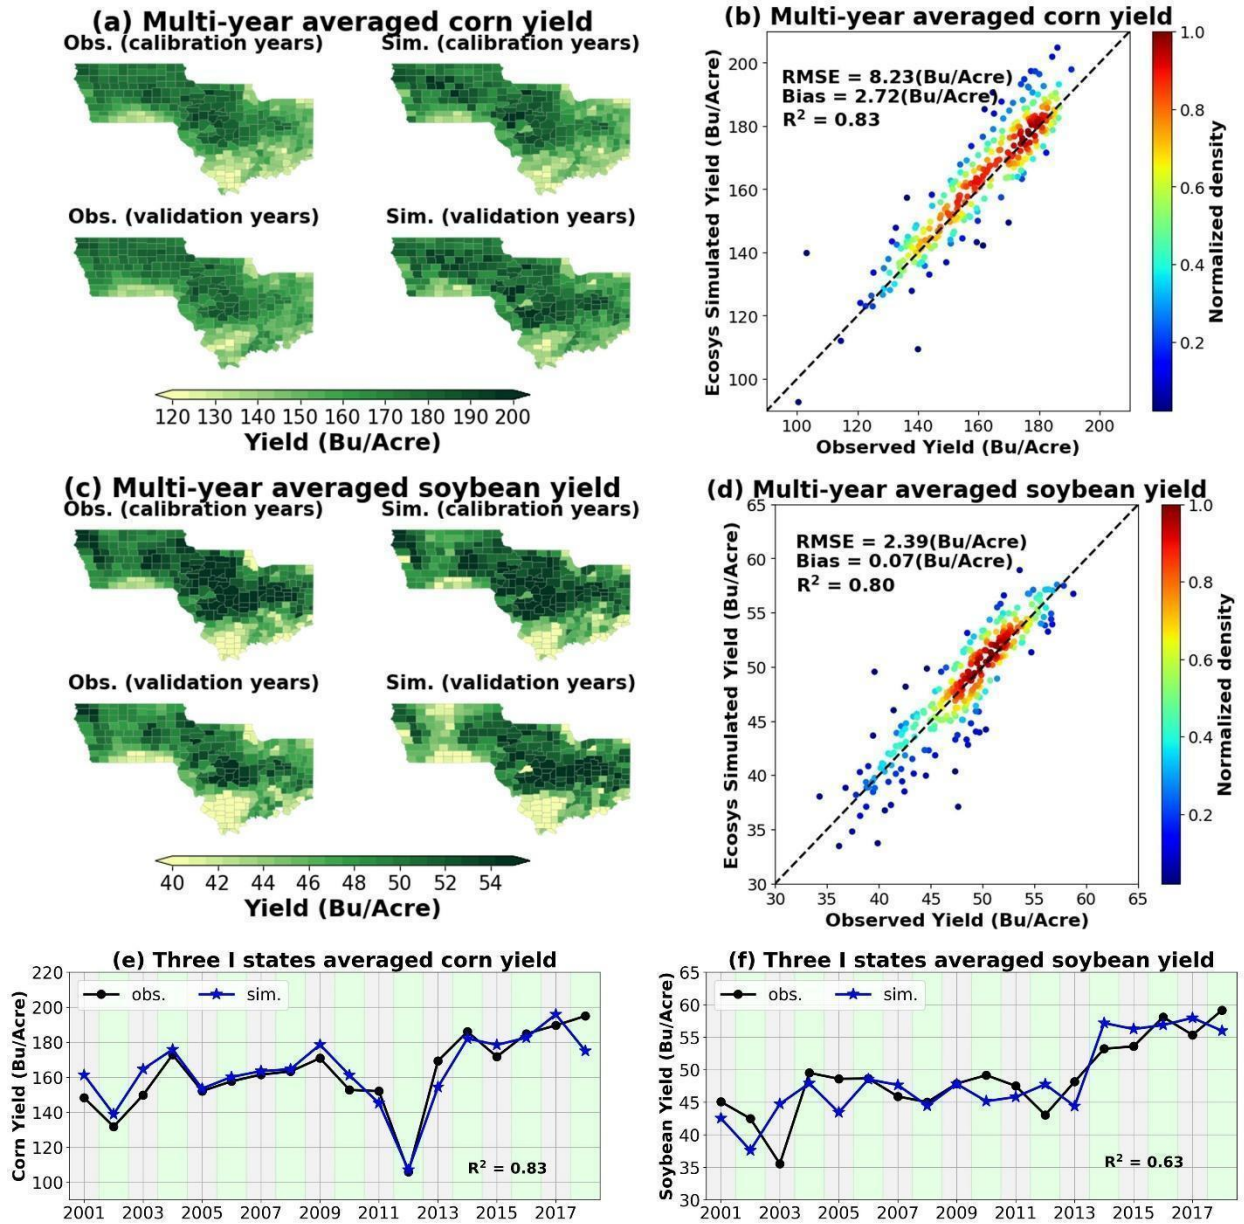 (a) Multi-year averaged corn yield
Obs. (calibration years)
Sim. (calibration years)
Obs. (validation years)
Sim. (validation years)
120 130 140 150 160 170 180 190 200
Yield (Bu/Acre)
(b) Multi-year averaged corn yield
RMSE = 8.23(Bu/Acre)
Bias = 2.72(Bu/Acre)
R² = 0.83
Ecosys Simulated Yield (Bu/Acre)
200
180
160
140
120
100
100 120 140 160 180 200
Observed Yield (Bu/Acre)
1.0
0.8
0.6
0.4
0.2
Normalized density
(c) Multi-year averaged soybean yield
Obs. (calibration years)
Sim. (calibration years)
Obs. (validation years)
Sim. (validation years)
40 42 44 46 48 50 52 54
Yield (Bu/Acre)
(d) Multi-year averaged soybean yield
RMSE = 2.39(Bu/Acre)
Bias = 0.07(Bu/Acre)
R² = 0.80
Ecosys Simulated Yield (Bu/Acre)
65
60
55
50
45
40
35
30
30 35 40 45 50 55 60 65
Observed Yield (Bu/Acre)
1.0
0.8
0.6
0.4
0.2
Normalized density
(e) Three I states averaged corn yield
obs. sim.
Corn Yield (Bu/Acre)
220
200
180
160
140
120
100
R² = 0.83
2001 2003 2005 2007 2009 2011 2013 2015 2017
(f) Three I states averaged soybean yield
obs. sim.
Soybean Yield (Bu/Acre)
65
60
55
50
45
40
35
30
R² = 0.63
2001 2003 2005 2007 2009 2011 2013 2015 2017